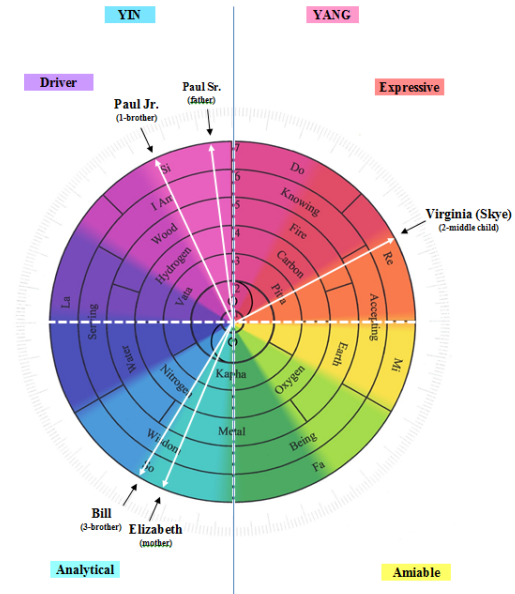 YIN
YANG
Driver
Expressive
Paul Sr.
(father)
Paul Jr.
(1-brother)
Virginia (Skye)
(2-middle child)
Si
Do
I Am
Knowing
Wood
Fire
Hydrogen
Carbon
Vata
Pitta
7
6
5
4
3
2
La
Serving
Water
Re
Accepting
Mi
Earth
Nitrogen
Kapha
Oxygen
Wisdom
Metal
Being
So
Fa
Bill
(3-brother)
Elizabeth
(mother)
Analytical
Amiable